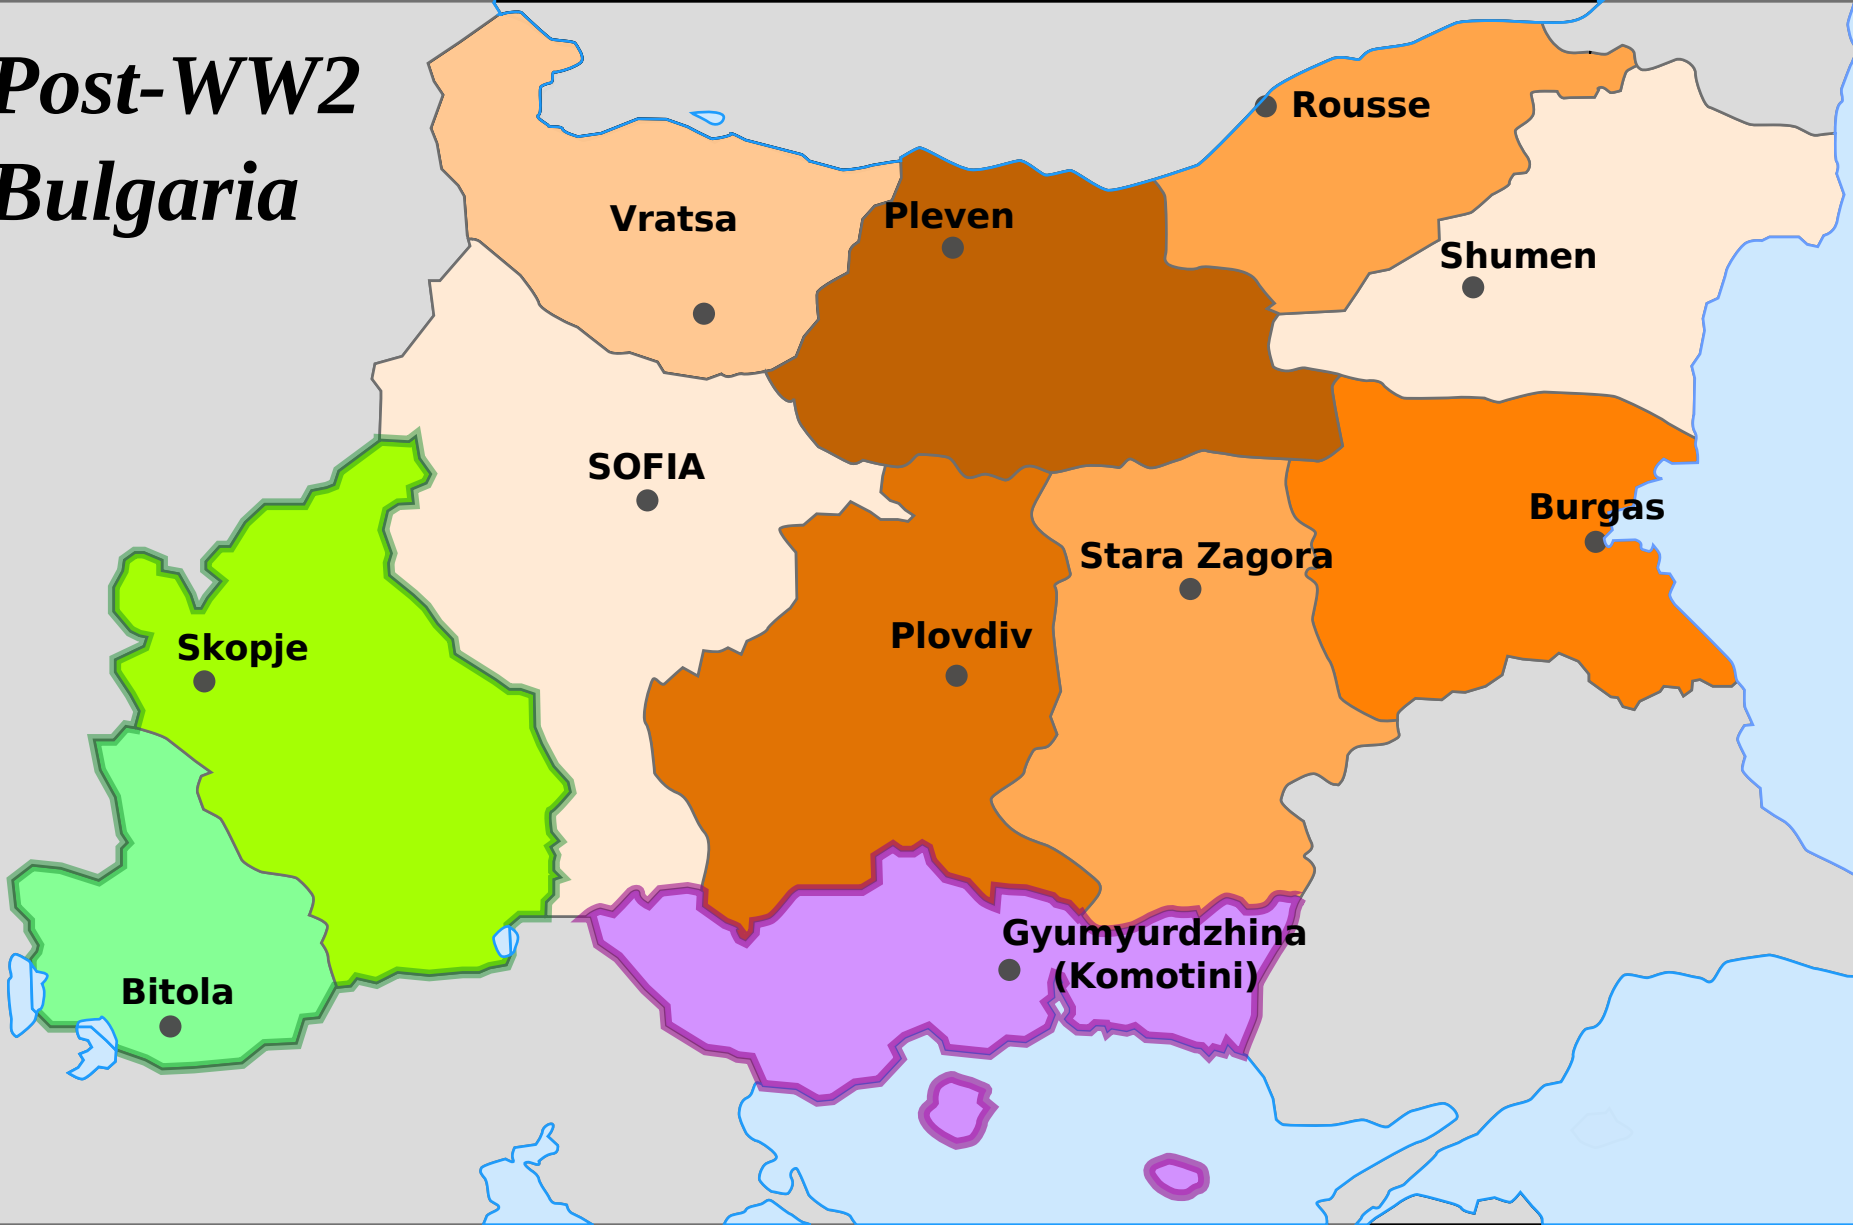 Post-WW2
Bulgaria
Rousse
Vratsa
Pleven
Shumen
SOFIA
Burgas
Stara Zagora
Plovdiv
Skopje
Gyumyurdzhina
(Komotini)
Bitola